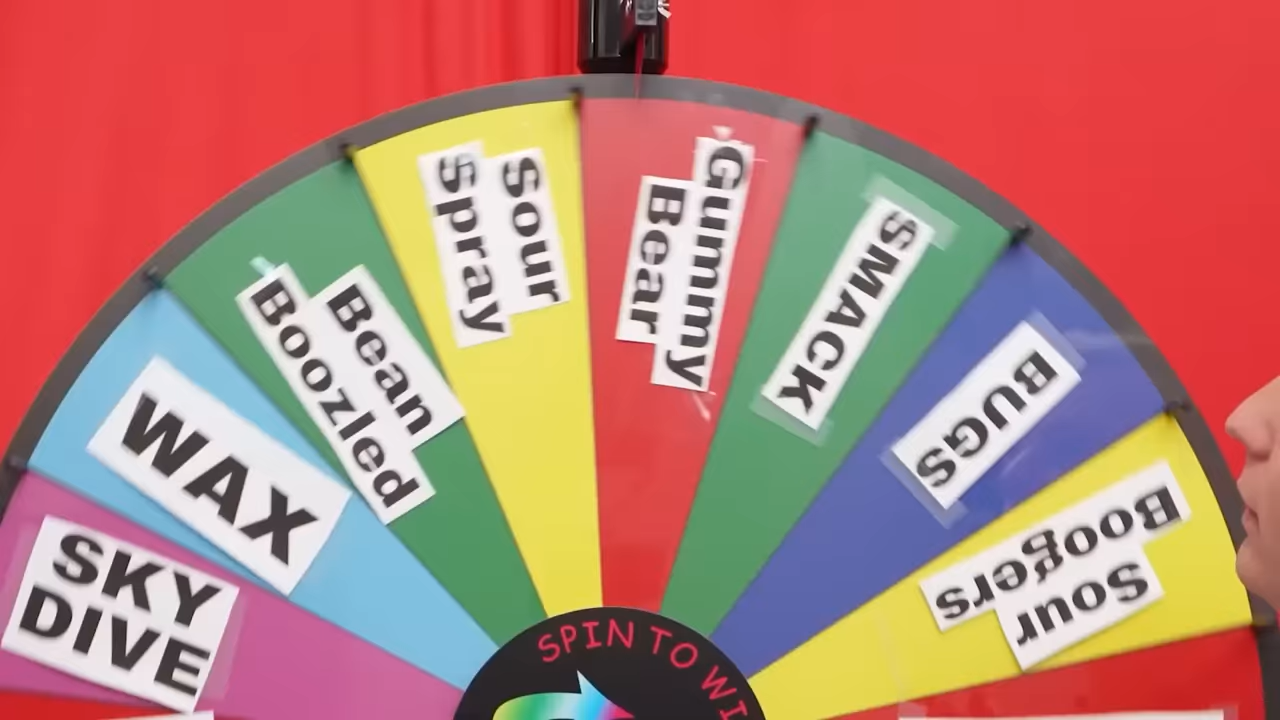 SKY
DIVE
WAX
Bean
Boozled
Sour
Spray
Gummy
Bear
SMACK
BUGS
Sour
Boogers
SPIN TO WI